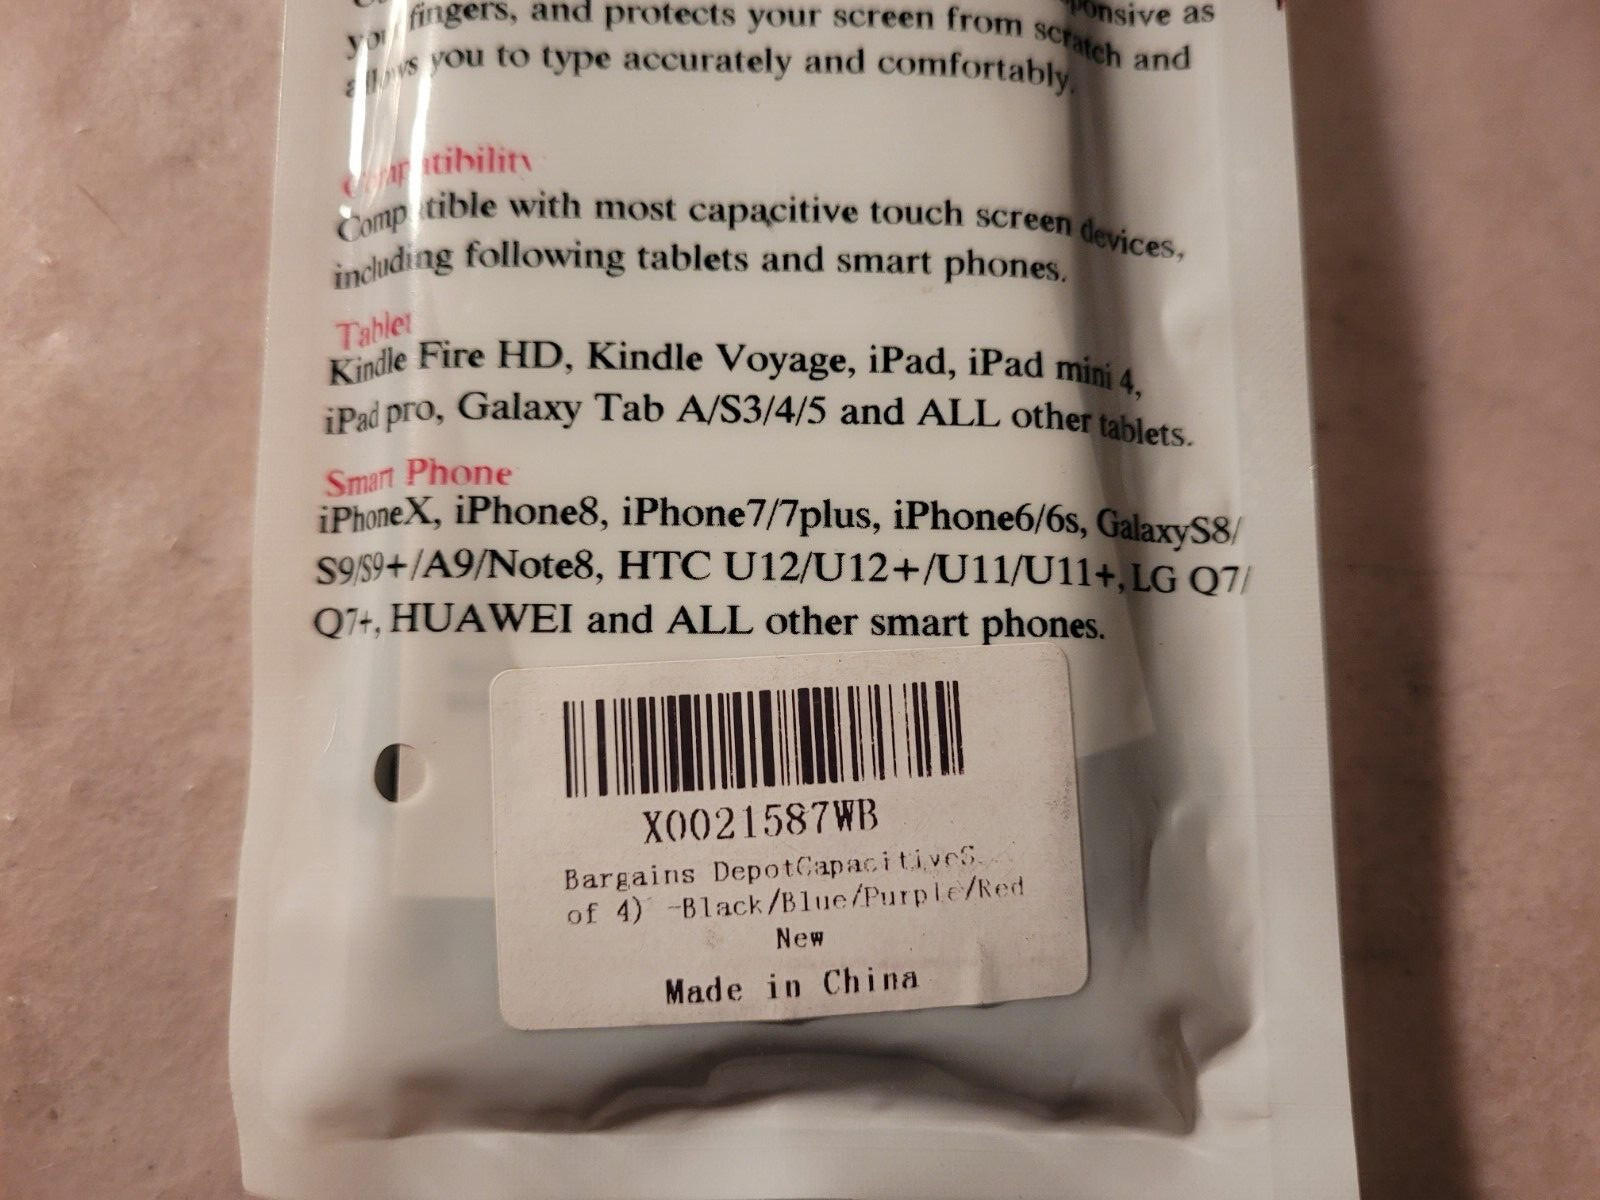 your fingers, and protects your screen from scratch and
allows you to type accurately and comfortably.
Compatibility
Compatible with most capacitive touch screen devices,
including following tablets and smart phones.
Tablet
Kindle Fire HD, Kindle Voyage, iPad, iPad mini 4,
iPad pro, Galaxy Tab A/S3/4/5 and ALL other tablets.
Smart Phone
iPhoneX, iPhone8, iPhone7/7plus, iPhone6/6s, GalaxyS8/
S9/S9+/A9/Note8, HTC U12/U12+/U11/U11+, LG Q7/
Q7+, HUAWEI and ALL other smart phones.
X0021587WB
Bargains DepotCapacitiveS
of 4) -Black/Blue/Purple/Red
New
Made in China